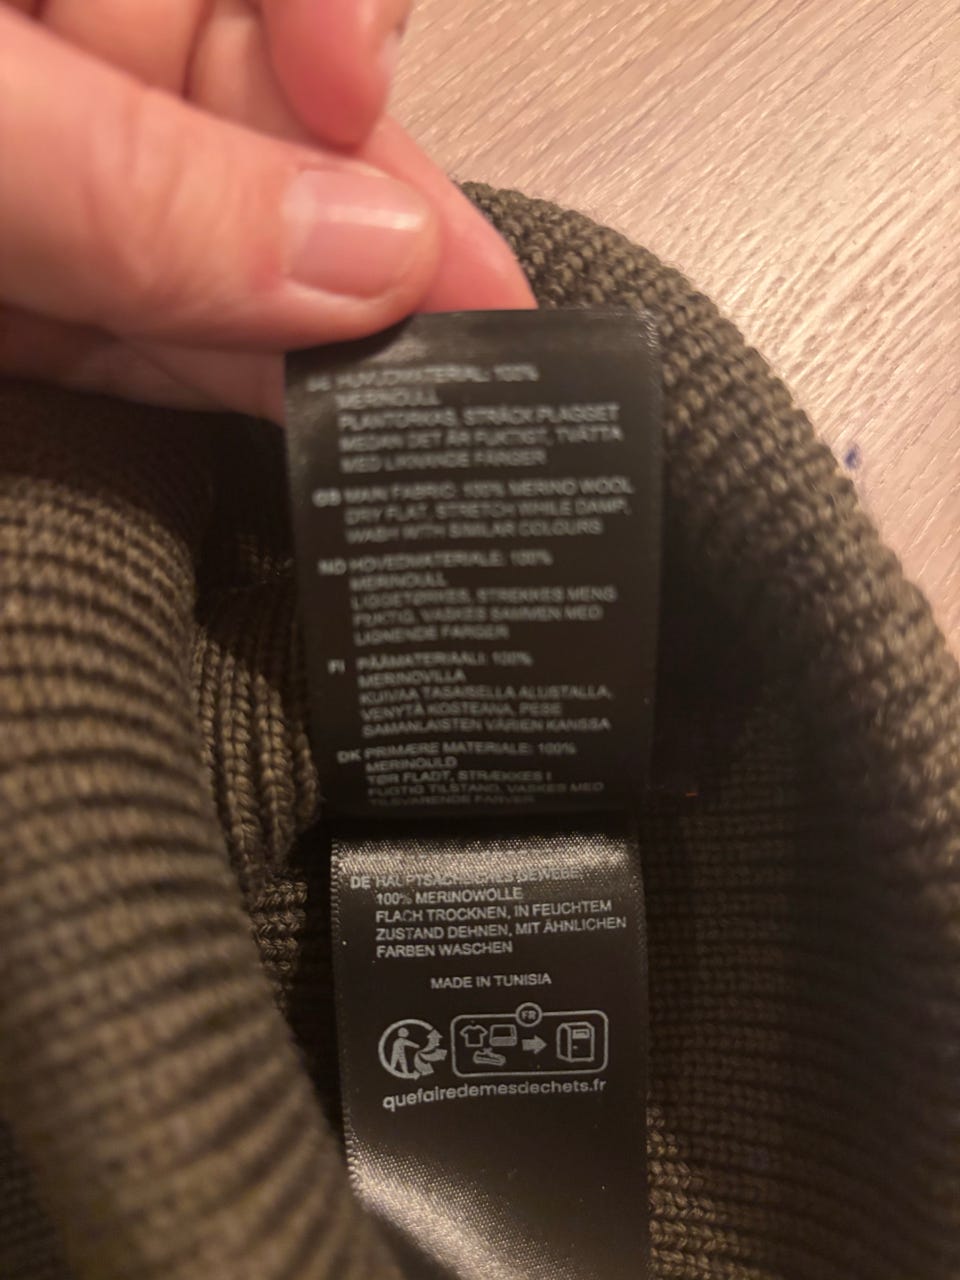 SE HUVUDMATERIAL: 100%
MERINOULL
PLANTORKAS, STRÄCK PLAGGET
MEDAN DET ÄR FUKTIGT, TVÄTTA
MED LIKNANDE FÄRGER
GB MAIN FABRIC: 100% MERINO WOOL
DRY FLAT, STRETCH WHILE DAMP,
WASH WITH SIMILAR COLOURS
NO HOVEDMATERIALE: 100%
MERINOULL
LIGGETØRKES, STREKKES MENS
FUKTIG, VASKES SAMMEN MED
LIGNENDE FARGER
FI PÄÄMATERIAALI: 100%
MERINOVILLA
KUIVAA TASAISELLA ALUSTALLA,
VENYTÄ KOSTEANA, PESE
SAMANLAISTEN VÄRIEN KANSSA
DK PRIMÆRE MATERIALE: 100%
MERINOULD
TØR FLADT, STRÆKKES I
FUGTIG TILSTAND, VASKES MED
TILSVARENDE FARVER
DE HAUPTSÄCHLICHES GEWEBE:
100% MERINOWOLLE
FLACH TROCKNEN, IN FEUCHTEM
ZUSTAND DEHNEN, MIT ÄHNLICHEN
FARBEN WASCHEN
MADE IN TUNISIA
FR
quefairedemesdechets.fr